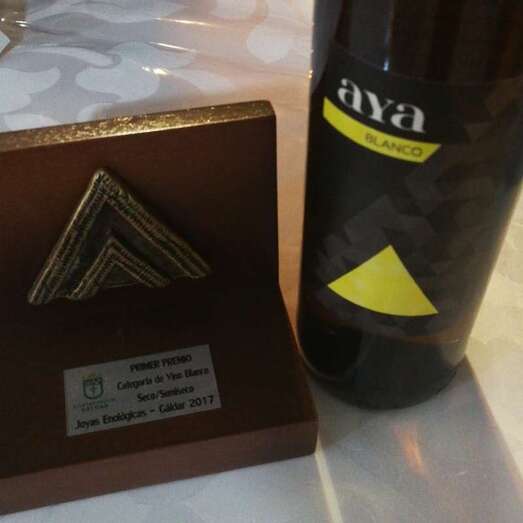 aya
BLANCO
PRIMER PREMIO
Categoría de Vino Blanco
Seco/Semiseco
Joyas Enológicas - Gáldar 2017